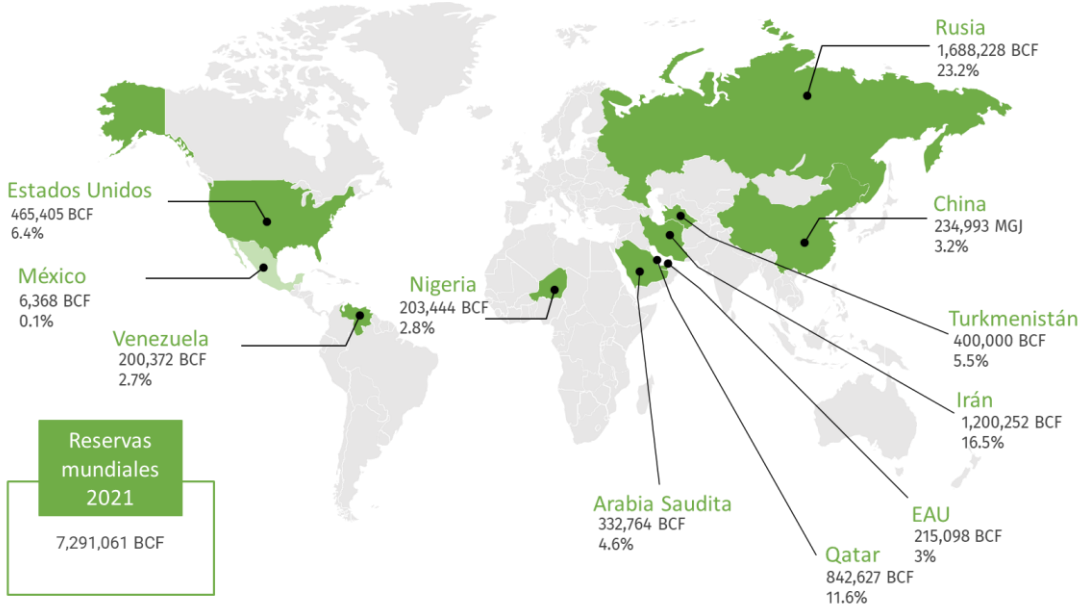 Rusia
1,688,228 BCF
23.2%
Estados Unidos
465,405 BCF
6.4%
China
234,993 MGJ
3.2%
México
6,368 BCF
0.1%
Nigeria
203,444 BCF
2.8%
Venezuela
200,372 BCF
2.7%
Turkmenistán
400,000 BCF
5.5%
Irán
1,200,252 BCF
16.5%
Reservas
mundiales
2021
7,291,061 BCF
Arabia Saudita
332,764 BCF
4.6%
EAU
215,098 BCF
3%
Qatar
842,627 BCF
11.6%